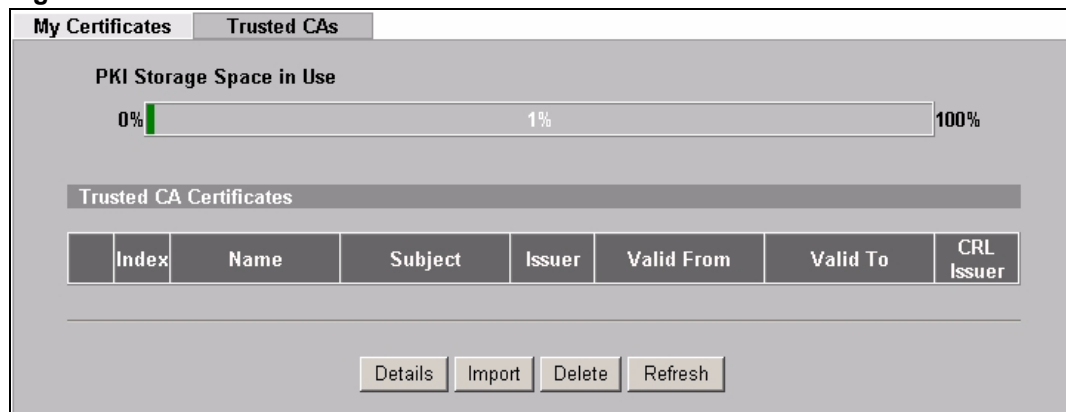 My Certificates Trusted CAs
PKI Storage Space in Use
0% 1% 100%
Trusted CA Certificates
Index Name Subject Issuer Valid From Valid To CRL Issuer
Details Import Delete Refresh